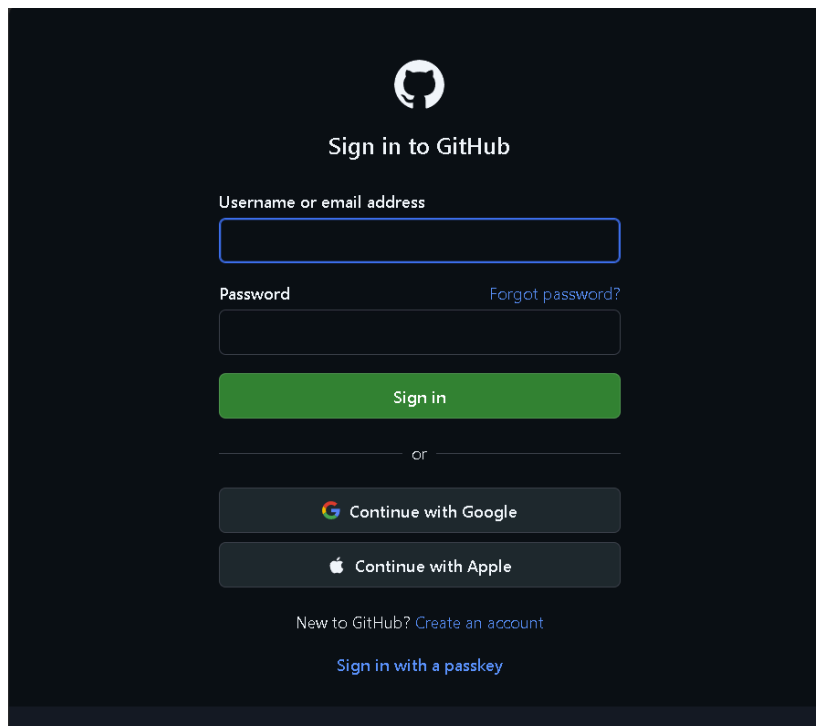 Sign in to GitHub
Username or email address
Password Forgot password?
Sign in
or
Continue with Google
Continue with Apple
New to GitHub? Create an account
Sign in with a passkey